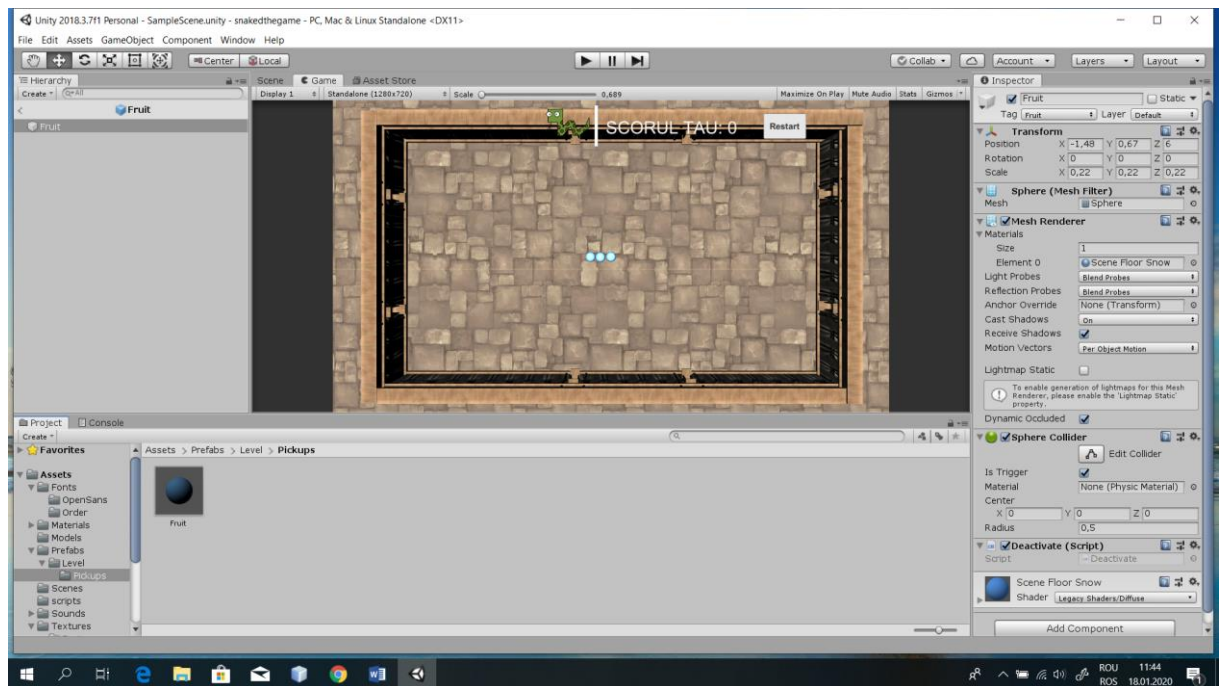 Unity 2018.3.7f1 Personal - SampleScene.unity - snakedthegame - PC, Mac & Linux Standalone <DX11>
File Edit Assets GameObject Component Window Help
Center Local Collab Account Layers Layout
Hierarchy
Create All
Fruit
Fruit
Scene Game Asset Store
Display 1 Standalone (1280x720) Scale 0,689 Maximize On Play Mute Audio Stats Gizmos
SCORUL TAU: 0 Restart
Inspector
Fruit Static
Tag Fruit Layer Default
Transform
Position X -1,48 Y 0,67 Z 6
Rotation X 0 Y 0 Z 0
Scale X 0,22 Y 0,22 Z 0,22
Sphere (Mesh Filter)
Mesh Sphere
Mesh Renderer
Materials
Size 1
Element 0 Scene Floor Snow
Light Probes Blend Probes
Reflection Probes Blend Probes
Anchor Override None (Transform)
Cast Shadows On
Receive Shadows
Motion Vectors Per Object Motion
Lightmap Static
To enable generation of lightmaps for this Mesh
Renderer, please enable the 'Lightmap Static'
property.
Dynamic Occluded
Sphere Collider
Edit Collider
Is Trigger
Material None (Physic Material)
Center
X 0 Y 0 Z 0
Radius 0,5
Deactivate (Script)
Script Deactivate
Scene Floor Snow
Shader Legacy Shaders/Diffuse
Add Component
Project Console
Create
Favorites
Assets
Fonts
OpenSans
Order
Materials
Models
Prefabs
Level
Pickups
Scenes
scripts
Sounds
Textures
Assets > Prefabs > Level > Pickups
Fruit
ROU 11:44
ROS 18.01.2020